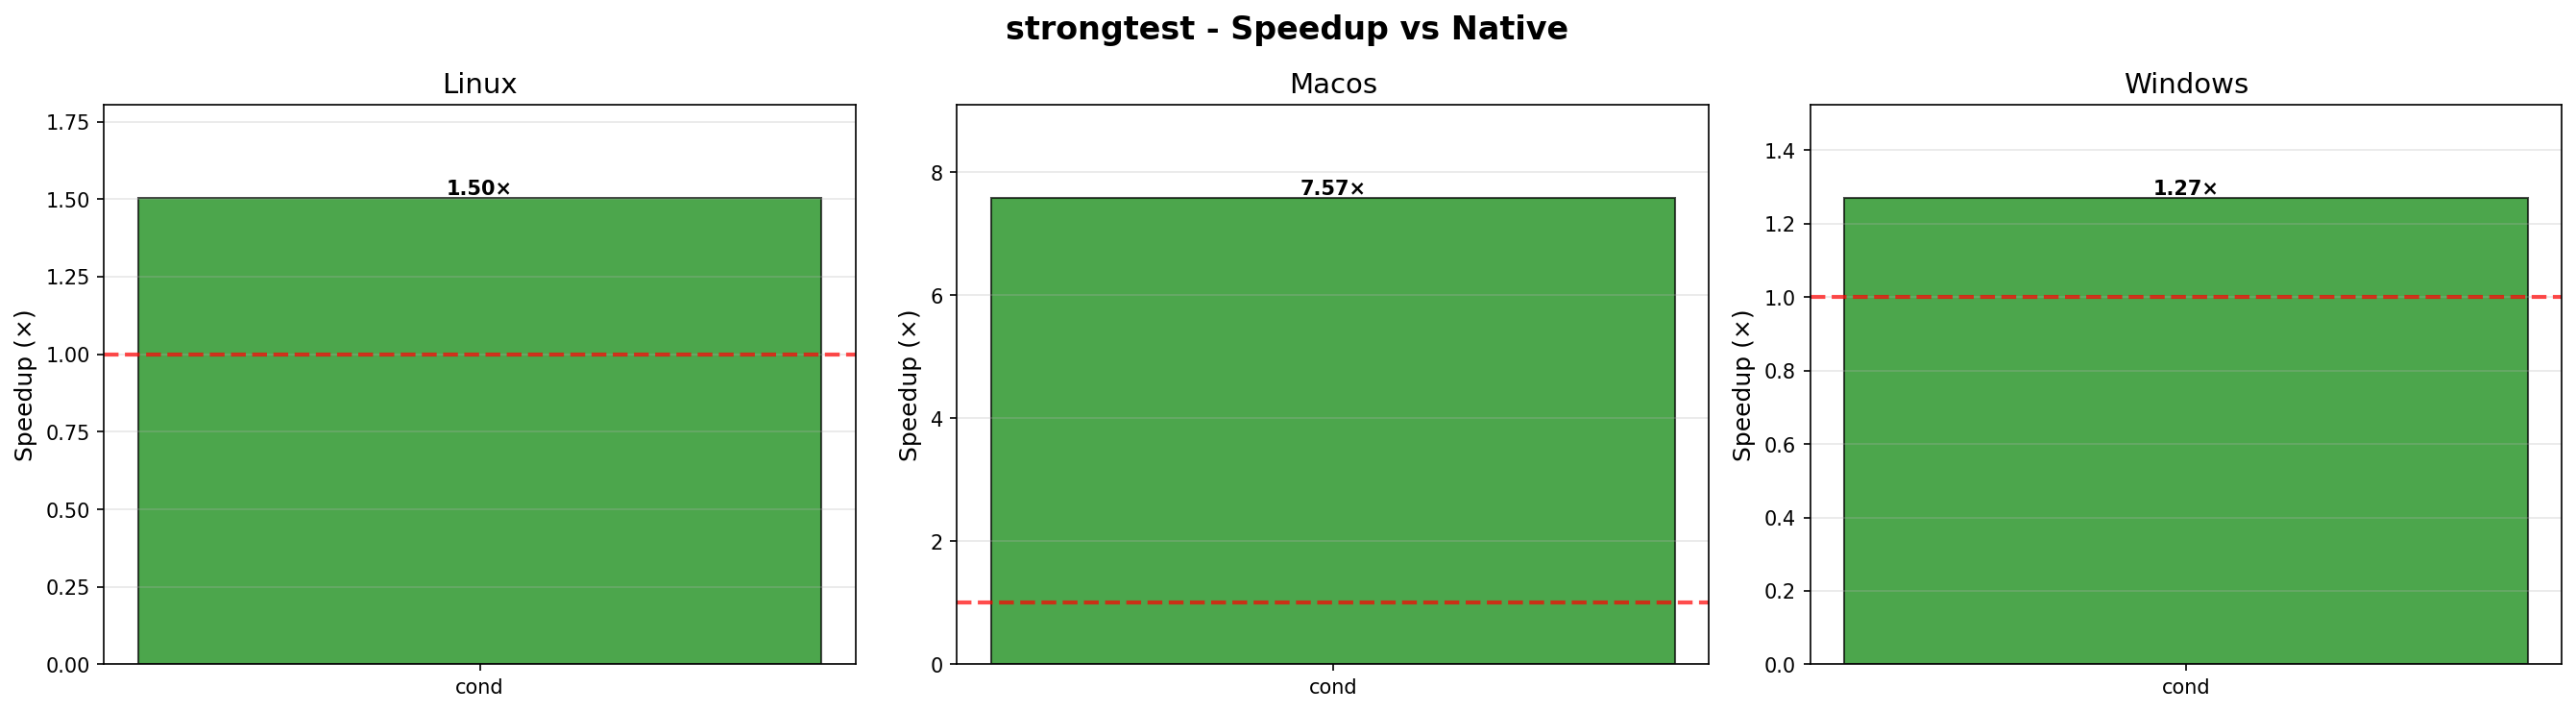 strongtest - Speedup vs Native
Linux
Speedup (×)
1.75
1.50
1.25
1.00
0.75
0.50
0.25
0.00
1.50×
cond
Macos
Speedup (×)
8
6
4
2
0
7.57×
cond
Windows
Speedup (×)
1.4
1.2
1.0
0.8
0.6
0.4
0.2
0.0
1.27×
cond